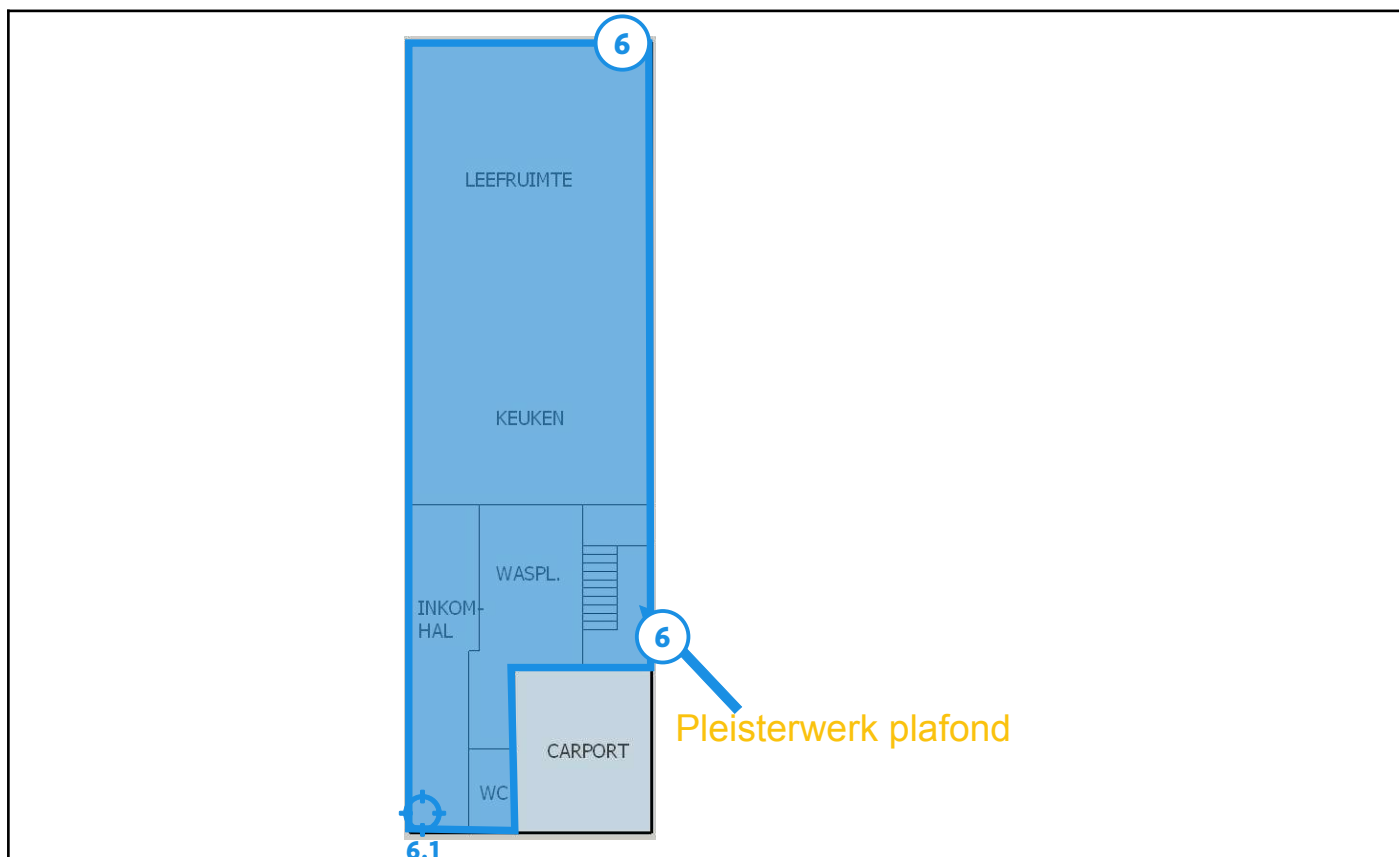 6
LEEFRUIMTE
KEUKEN
WASPL.
INKOM-
HAL
6
Pleisterwerk plafond
CARPORT
WC
6.1